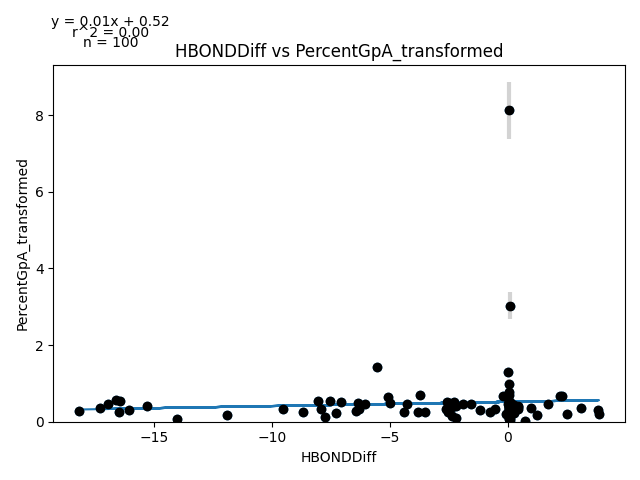 y = 0.01x + 0.52
r^2 = 0.00
n = 100
HBONDDiff vs PercentGpA_transformed
PercentGpA_transformed
8
6
4
2
0
−15
−10
−5
0
HBONDDiff